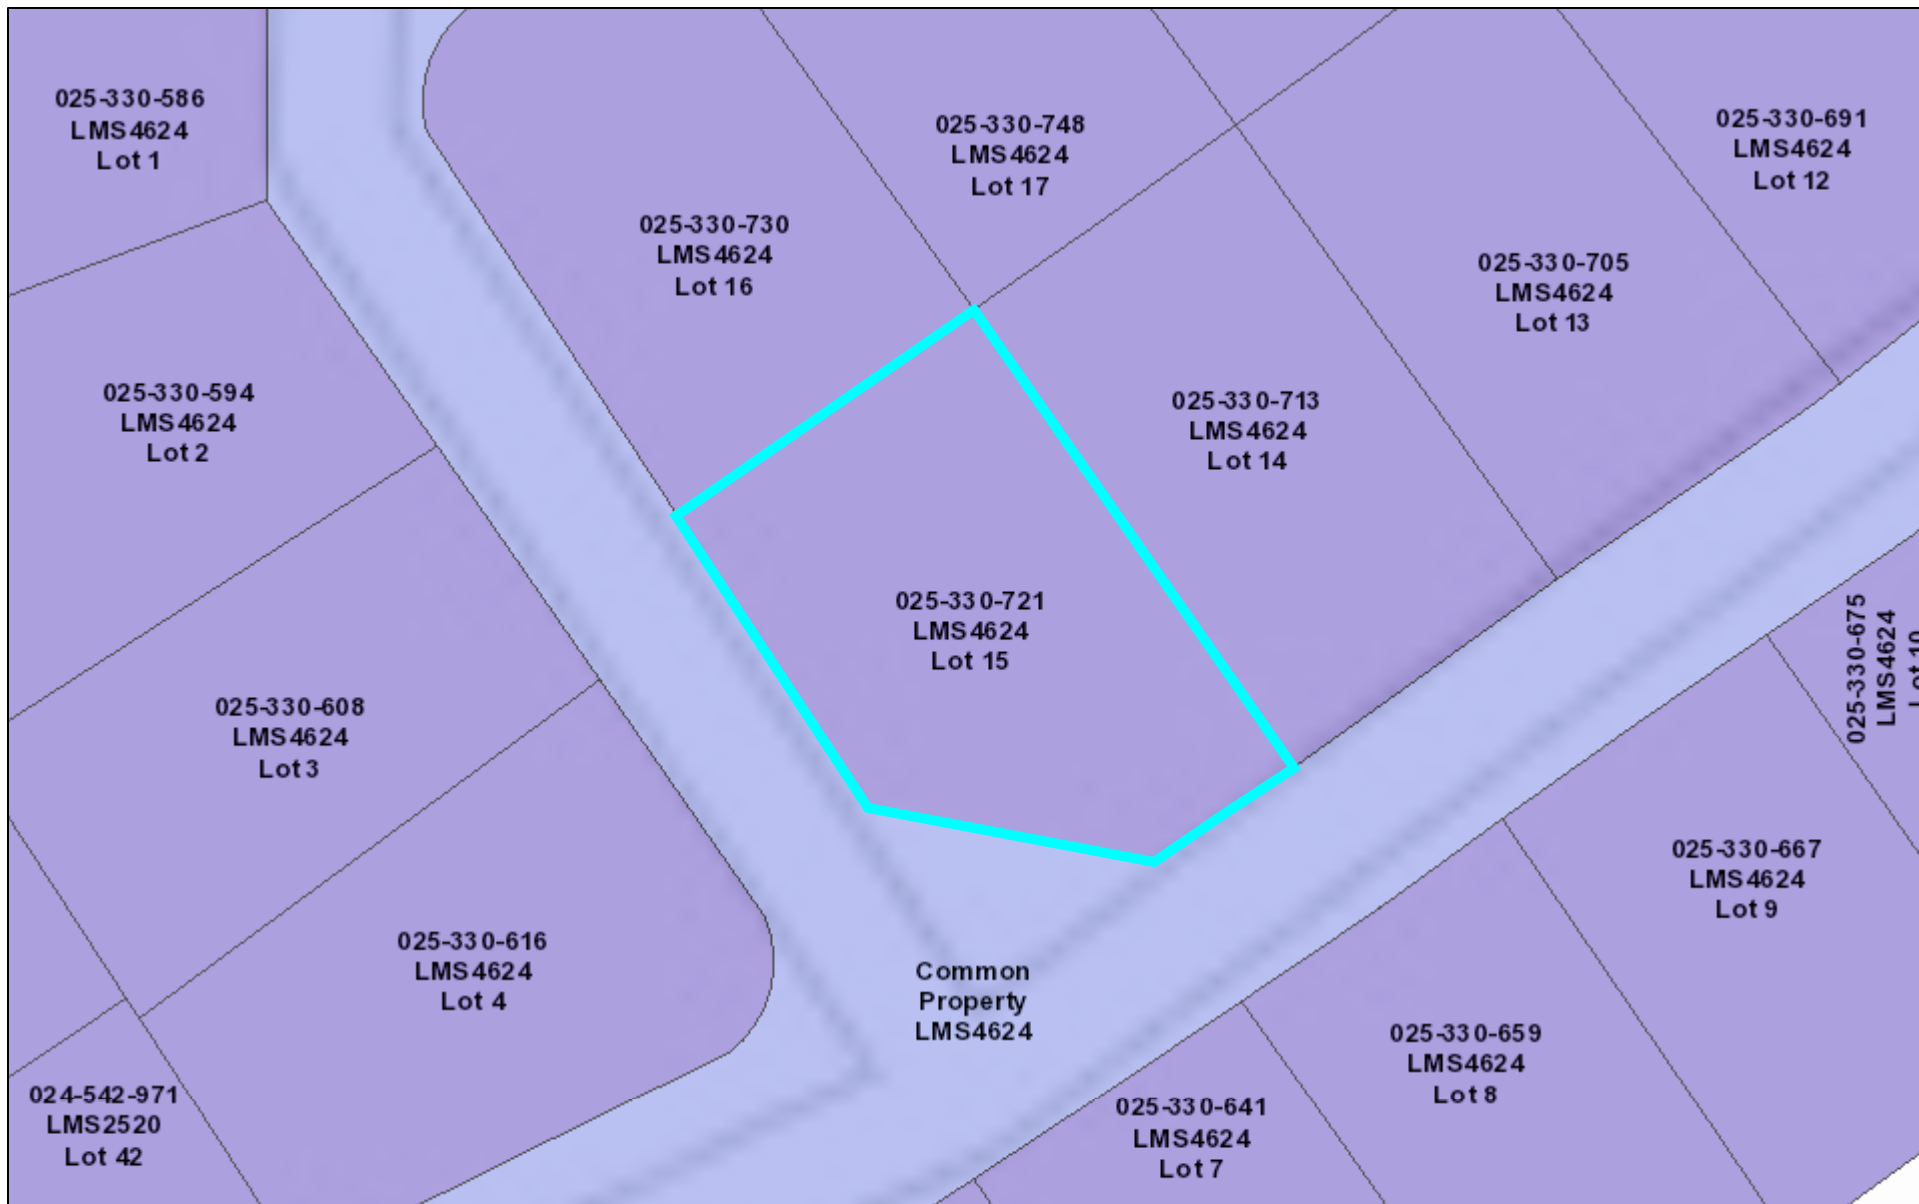 025-330-586
LMS4624
Lot 1
025-330-748
LMS4624
Lot 17
025-330-691
LMS4624
Lot 12
025-330-730
LMS4624
Lot 16
025-330-705
LMS4624
Lot 13
025-330-594
LMS4624
Lot 2
025-330-713
LMS4624
Lot 14
025-330-721
LMS4624
Lot 15
025-330-675
LMS4624
Lot 10
025-330-608
LMS4624
Lot 3
025-330-667
LMS4624
Lot 9
025-330-616
LMS4624
Lot 4
Common
Property
LMS4624
025-330-659
LMS4624
Lot 8
024-542-971
LMS2520
Lot 42
025-330-641
LMS4624
Lot 7